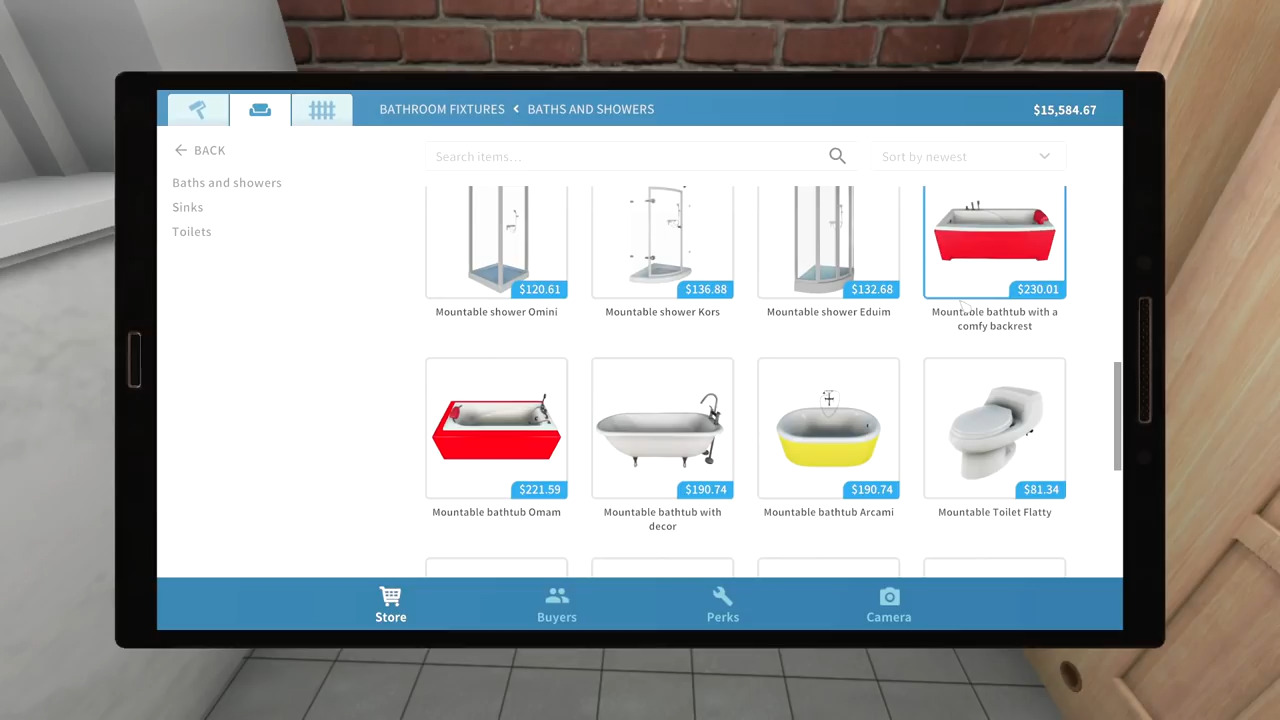 BATHROOM FIXTURES < BATHS AND SHOWERS
$15,584.67
BACK
Search items...
Sort by newest
Baths and showers
Sinks
Toilets
$120.61
$136.88
$132.68
$230.01
Mountable shower Omini
Mountable shower Kors
Mountable shower Eduim
Mountable bathtub with a
comfy backrest
$221.59
$190.74
$190.74
$81.34
Mountable bathtub Omam
Mountable bathtub with
decor
Mountable bathtub Arcami
Mountable Toilet Flatty
Store
Buyers
Perks
Camera